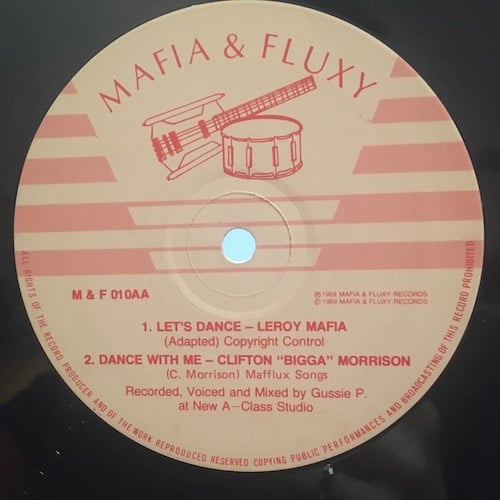 MAFIA & FLUXY
M & F 010AA
℗ 1989 MAFIA & FLUXY RECORDS
© 1989 MAFIA & FLUXY RECORDS
1. LET'S DANCE – LEROY MAFIA
(Adapted) Copyright Control
2. DANCE WITH ME – CLIFTON "BIGGA" MORRISON
(C. Morrison) Mafflux Songs
Recorded, Voiced and Mixed by Gussie P.
at New A–Class Studio
ALL RIGHTS OF THE RECORD PRODUCER AND OF THE WORK REPRODUCED RESERVED COPYING PUBLIC PERFORMANCES AND BROADCASTING OF THIS RECORD PROHIBITED